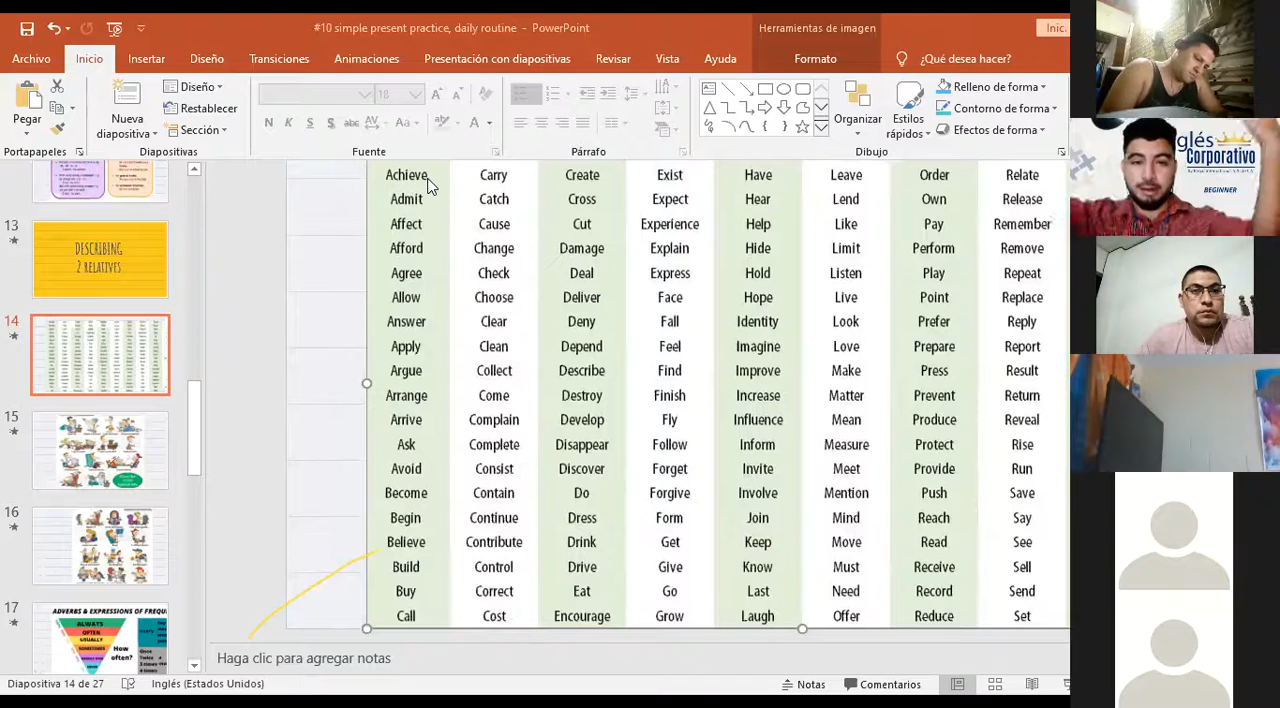 #10 simple present practice, daily routine - PowerPoint
Herramientas de imagen
Inic.
Archivo Inicio Insertar Diseño Transiciones Animaciones Presentación con diapositivas Revisar Vista Ayuda Formato ¿Qué desea hacer?
Pegar
Nueva diapositiva
Diseño
Restablecer
Sección
18
Organizar
Estilos rápidos
Relleno de forma
Contorno de forma
Efectos de forma
Portapapeles Diapositivas Fuente Párrafo Dibujo
13
DESCRIBING
2 RELATIVES
14
15
16
17
ADVERBS & EXPRESSIONS OF FREQU
ALWAYS
OFTEN
USUALLY
SOMETIMES
How often?
Achieve Carry Create Exist Have Leave Order Relate
Admit Catch Cross Expect Hear Lend Own Release
Affect Cause Cut Experience Help Like Pay Remember
Afford Change Damage Explain Hide Limit Perform Remove
Agree Check Deal Express Hold Listen Play Repeat
Allow Choose Deliver Face Hope Live Point Replace
Answer Clear Deny Fall Identity Look Prefer Reply
Apply Clean Depend Feel Imagine Love Prepare Report
Argue Collect Describe Find Improve Make Press Result
Arrange Come Destroy Finish Increase Matter Prevent Return
Arrive Complain Develop Fly Influence Mean Produce Reveal
Ask Complete Disappear Follow Inform Measure Protect Rise
Avoid Consist Discover Forget Invite Meet Provide Run
Become Contain Do Forgive Involve Mention Push Save
Begin Continue Dress Form Join Mind Reach Say
Believe Contribute Drink Get Keep Move Read See
Build Control Drive Give Know Must Receive Sell
Buy Correct Eat Go Last Need Record Send
Call Cost Encourage Grow Laugh Offer Reduce Set
Haga clic para agregar notas
Diapositiva 14 de 27 Inglés (Estados Unidos) Notas Comentarios
glés
Corporativo
BEGINNER